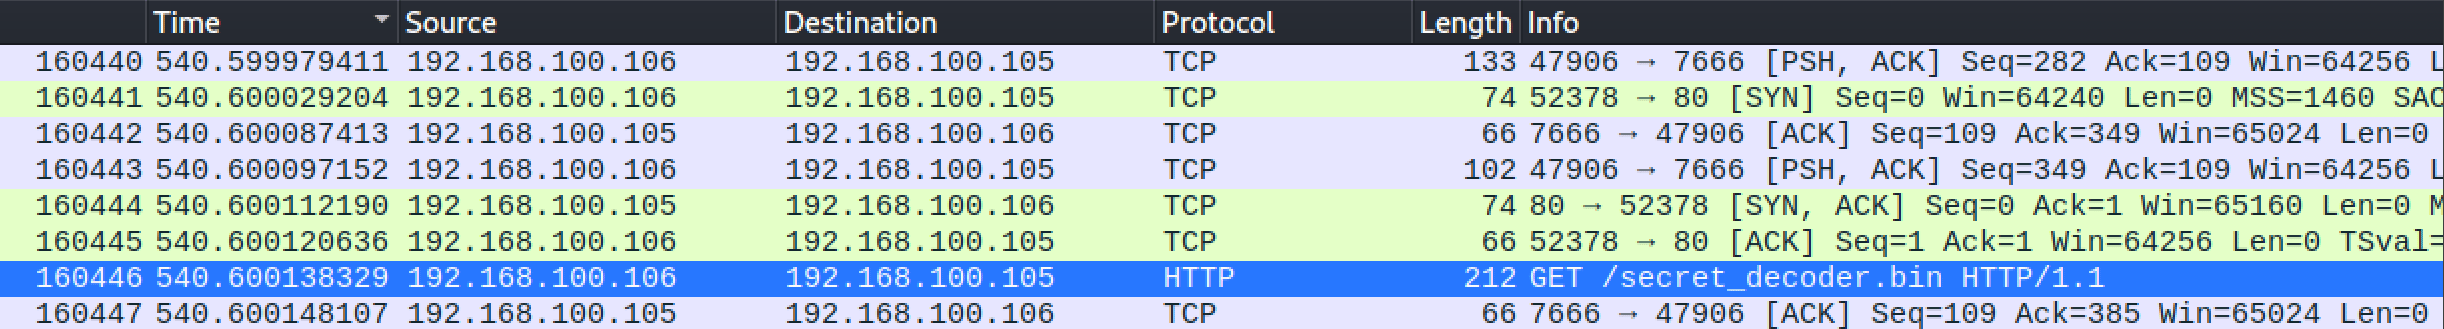 Time Source Destination Protocol Length Info
160440 540.599979411 192.168.100.106 192.168.100.105 TCP 133 47906 → 7666 [PSH, ACK] Seq=282 Ack=109 Win=64256 L
160441 540.600029204 192.168.100.106 192.168.100.105 TCP 74 52378 → 80 [SYN] Seq=0 Win=64240 Len=0 MSS=1460 SAC
160442 540.600087413 192.168.100.105 192.168.100.106 TCP 66 7666 → 47906 [ACK] Seq=109 Ack=349 Win=65024 Len=0
160443 540.600097152 192.168.100.106 192.168.100.105 TCP 102 47906 → 7666 [PSH, ACK] Seq=349 Ack=109 Win=64256 L
160444 540.600112190 192.168.100.105 192.168.100.106 TCP 74 80 → 52378 [SYN, ACK] Seq=0 Ack=1 Win=65160 Len=0 M
160445 540.600120636 192.168.100.106 192.168.100.105 TCP 66 52378 → 80 [ACK] Seq=1 Ack=1 Win=64256 Len=0 TSval=
160446 540.600138329 192.168.100.106 192.168.100.105 HTTP 212 GET /secret_decoder.bin HTTP/1.1
160447 540.600148107 192.168.100.105 192.168.100.106 TCP 66 7666 → 47906 [ACK] Seq=109 Ack=385 Win=65024 Len=0